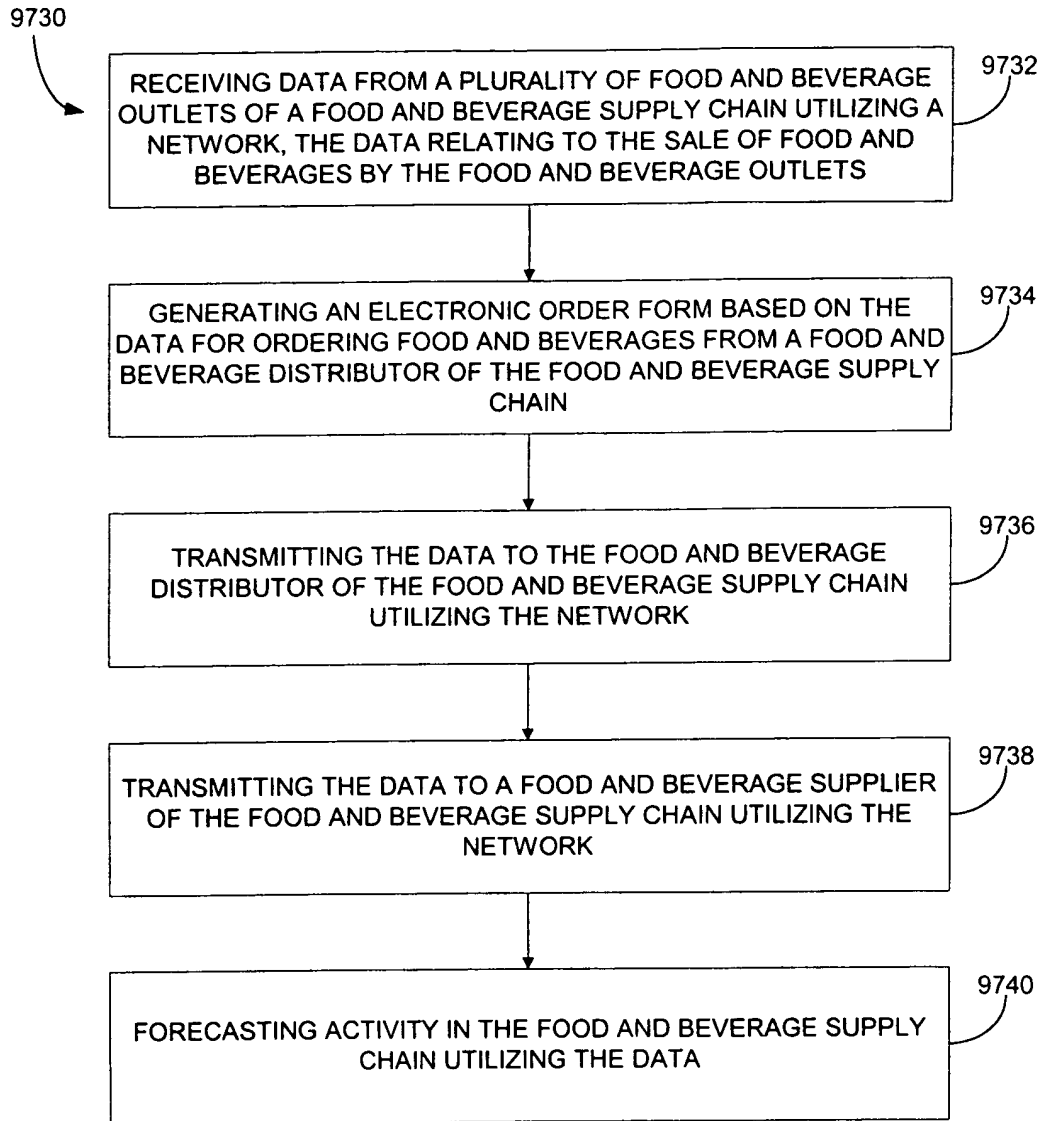 9730
RECEIVING DATA FROM A PLURALITY OF FOOD AND BEVERAGE
OUTLETS OF A FOOD AND BEVERAGE SUPPLY CHAIN UTILIZING A
NETWORK, THE DATA RELATING TO THE SALE OF FOOD AND
BEVERAGES BY THE FOOD AND BEVERAGE OUTLETS
9732
GENERATING AN ELECTRONIC ORDER FORM BASED ON THE
DATA FOR ORDERING FOOD AND BEVERAGES FROM A FOOD AND
BEVERAGE DISTRIBUTOR OF THE FOOD AND BEVERAGE SUPPLY
CHAIN
9734
TRANSMITTING THE DATA TO THE FOOD AND BEVERAGE
DISTRIBUTOR OF THE FOOD AND BEVERAGE SUPPLY CHAIN
UTILIZING THE NETWORK
9736
TRANSMITTING THE DATA TO A FOOD AND BEVERAGE SUPPLIER
OF THE FOOD AND BEVERAGE SUPPLY CHAIN UTILIZING THE
NETWORK
9738
FORECASTING ACTIVITY IN THE FOOD AND BEVERAGE SUPPLY
CHAIN UTILIZING THE DATA
9740